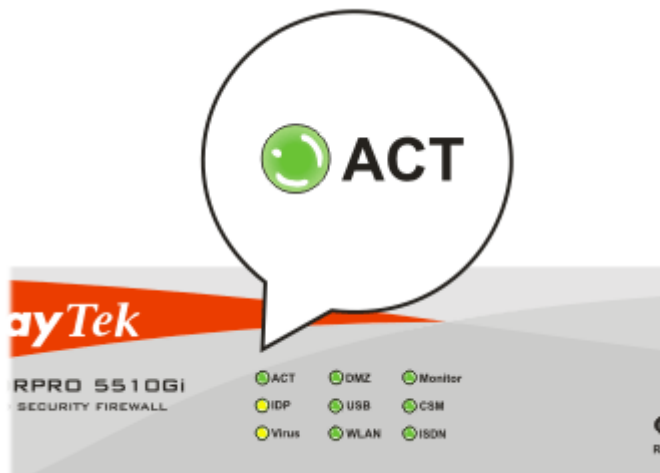 ACT
ayTek
RPRO 5510Gi
SECURITY FIREWALL
ACT DMZ Monitor
IDP USB CSM
Virus WLAN ISDN